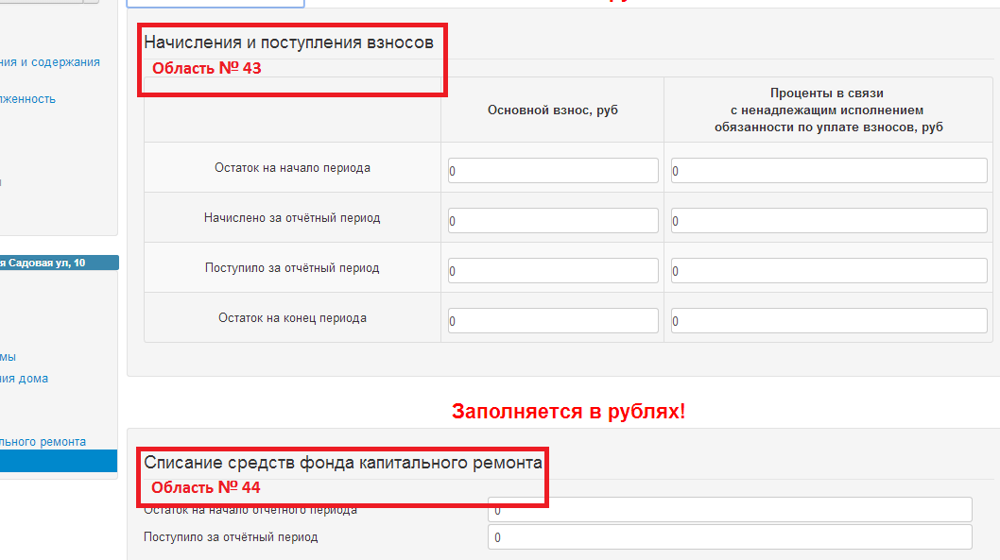 Начисления и поступления взносов
Область № 43
Основной взнос, руб
Проценты в связи
с ненадлежащим исполнением
обязанности по уплате взносов, руб
Остаток на начало периода
0
0
Начислено за отчётный период
0
0
Поступило за отчётный период
0
0
Остаток на конец периода
0
0
Заполняется в рублях!
Списание средств фонда капитального ремонта
Область № 44
Остаток на начало отчетного периода
0
Поступило за отчётный период
0
ния и содержания
женность
я Садовая ул, 10
мы
ния дома
льного ремонта